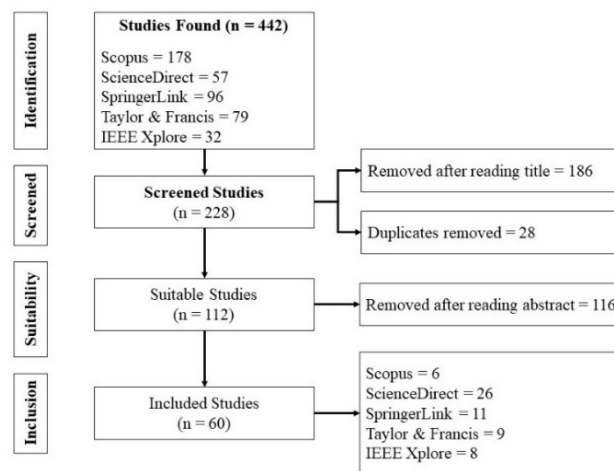 Identification
Studies Found (n = 442)
Scopus = 178
ScienceDirect = 57
SpringerLink = 96
Taylor & Francis = 79
IEEE Xplore = 32
Screened
Screened Studies
(n = 228)
Removed after reading title = 186
Duplicates removed = 28
Suitability
Suitable Studies
(n = 112)
Removed after reading abstract = 116
Inclusion
Included Studies
(n = 60)
Scopus = 6
ScienceDirect = 26
SpringerLink = 11
Taylor & Francis = 9
IEEE Xplore = 8